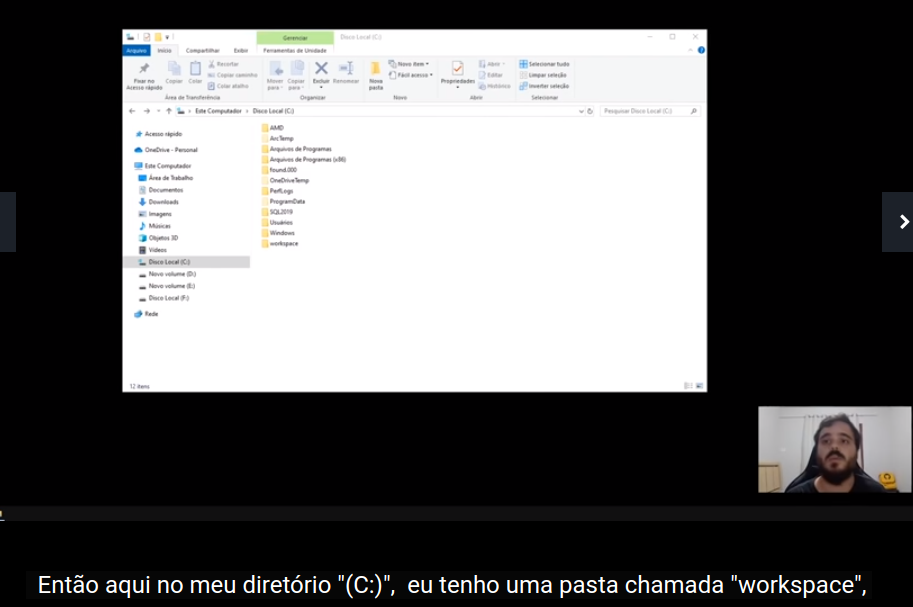 Gerenciar
Disco Local (C:)
Arquivo
Início
Compartilhar
Exibir
Ferramentas de Unidade
Fixar no
Acesso rápido
Copiar
Colar
Recortar
Copiar caminho
Colar atalho
Área de Transferência
Mover
para
Copiar
para
Excluir
Renomear
Organizar
Nova
pasta
Novo item
Fácil acesso
Novo
Propriedades
Abrir
Editar
Histórico
Abrir
Selecionar tudo
Limpar seleção
Inverter seleção
Selecionar
Este Computador › Disco Local (C:)
Pesquisar Disco Local (C:)
Acesso rápido
OneDrive - Personal
Este Computador
Área de Trabalho
Documentos
Downloads
Imagens
Músicas
Objetos 3D
Vídeos
Disco Local (C:)
Novo volume (D:)
Novo volume (E:)
Disco Local (F:)
Rede
AMD
ArcTemp
Arquivos de Programas
Arquivos de Programas (x86)
found.000
OneDriveTemp
PerfLogs
ProgramData
SQL2019
Usuários
Windows
workspace
12 itens
Então aqui no meu diretório "(C:)", eu tenho uma pasta chamada "workspace",